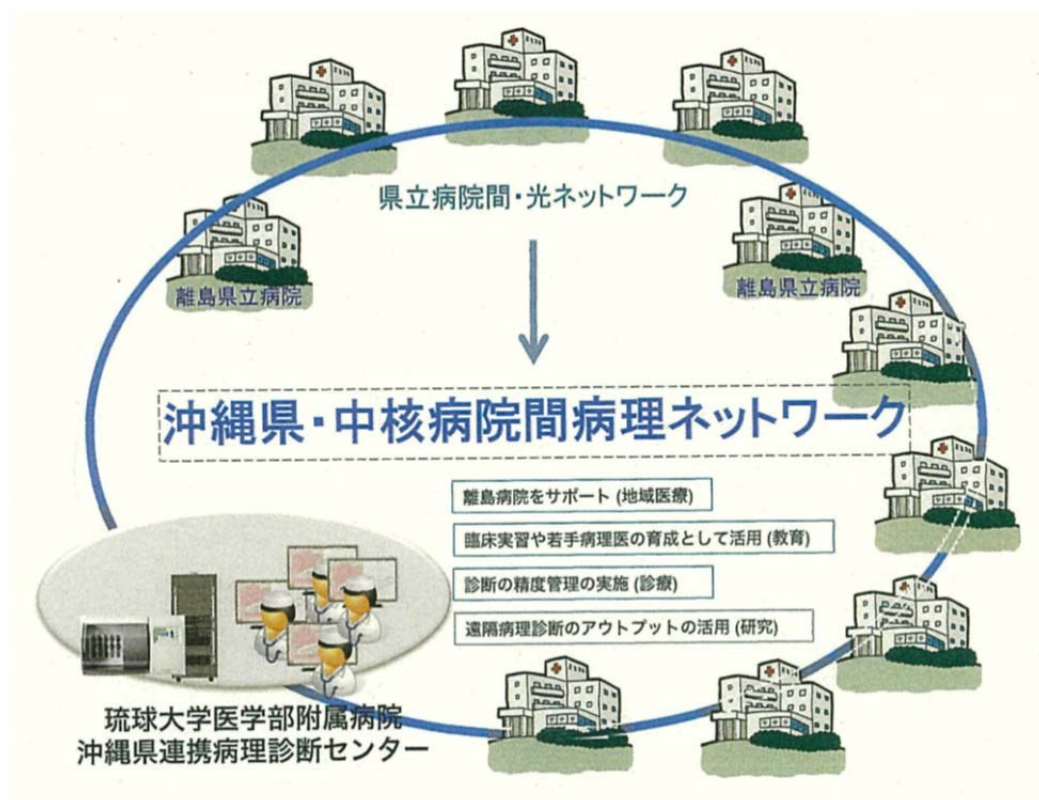 県立病院間・光ネットワーク
離島県立病院
離島県立病院
沖縄県・中核病院間病理ネットワーク
離島病院をサポート (地域医療)
臨床実習や若手病理医の育成として活用 (教育)
診断の精度管理の実施 (診療)
遠隔病理診断のアウトプットの活用 (研究)
琉球大学医学部附属病院
沖縄県連携病理診断センター